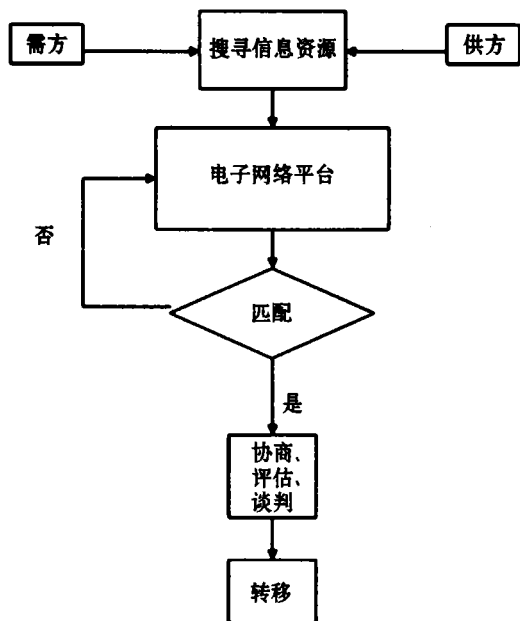 需方
搜寻信息资源
供方
电子网络平台
否
匹配
是
协商、
评估、
谈判
转移